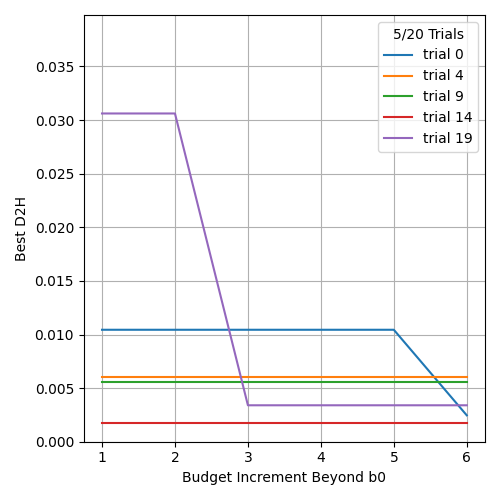 5/20 Trials
trial 0
trial 4
trial 9
trial 14
trial 19
0.035
0.030
0.025
0.020
0.015
0.010
0.005
0.000
Best D2H
1 2 3 4 5 6
Budget Increment Beyond b0